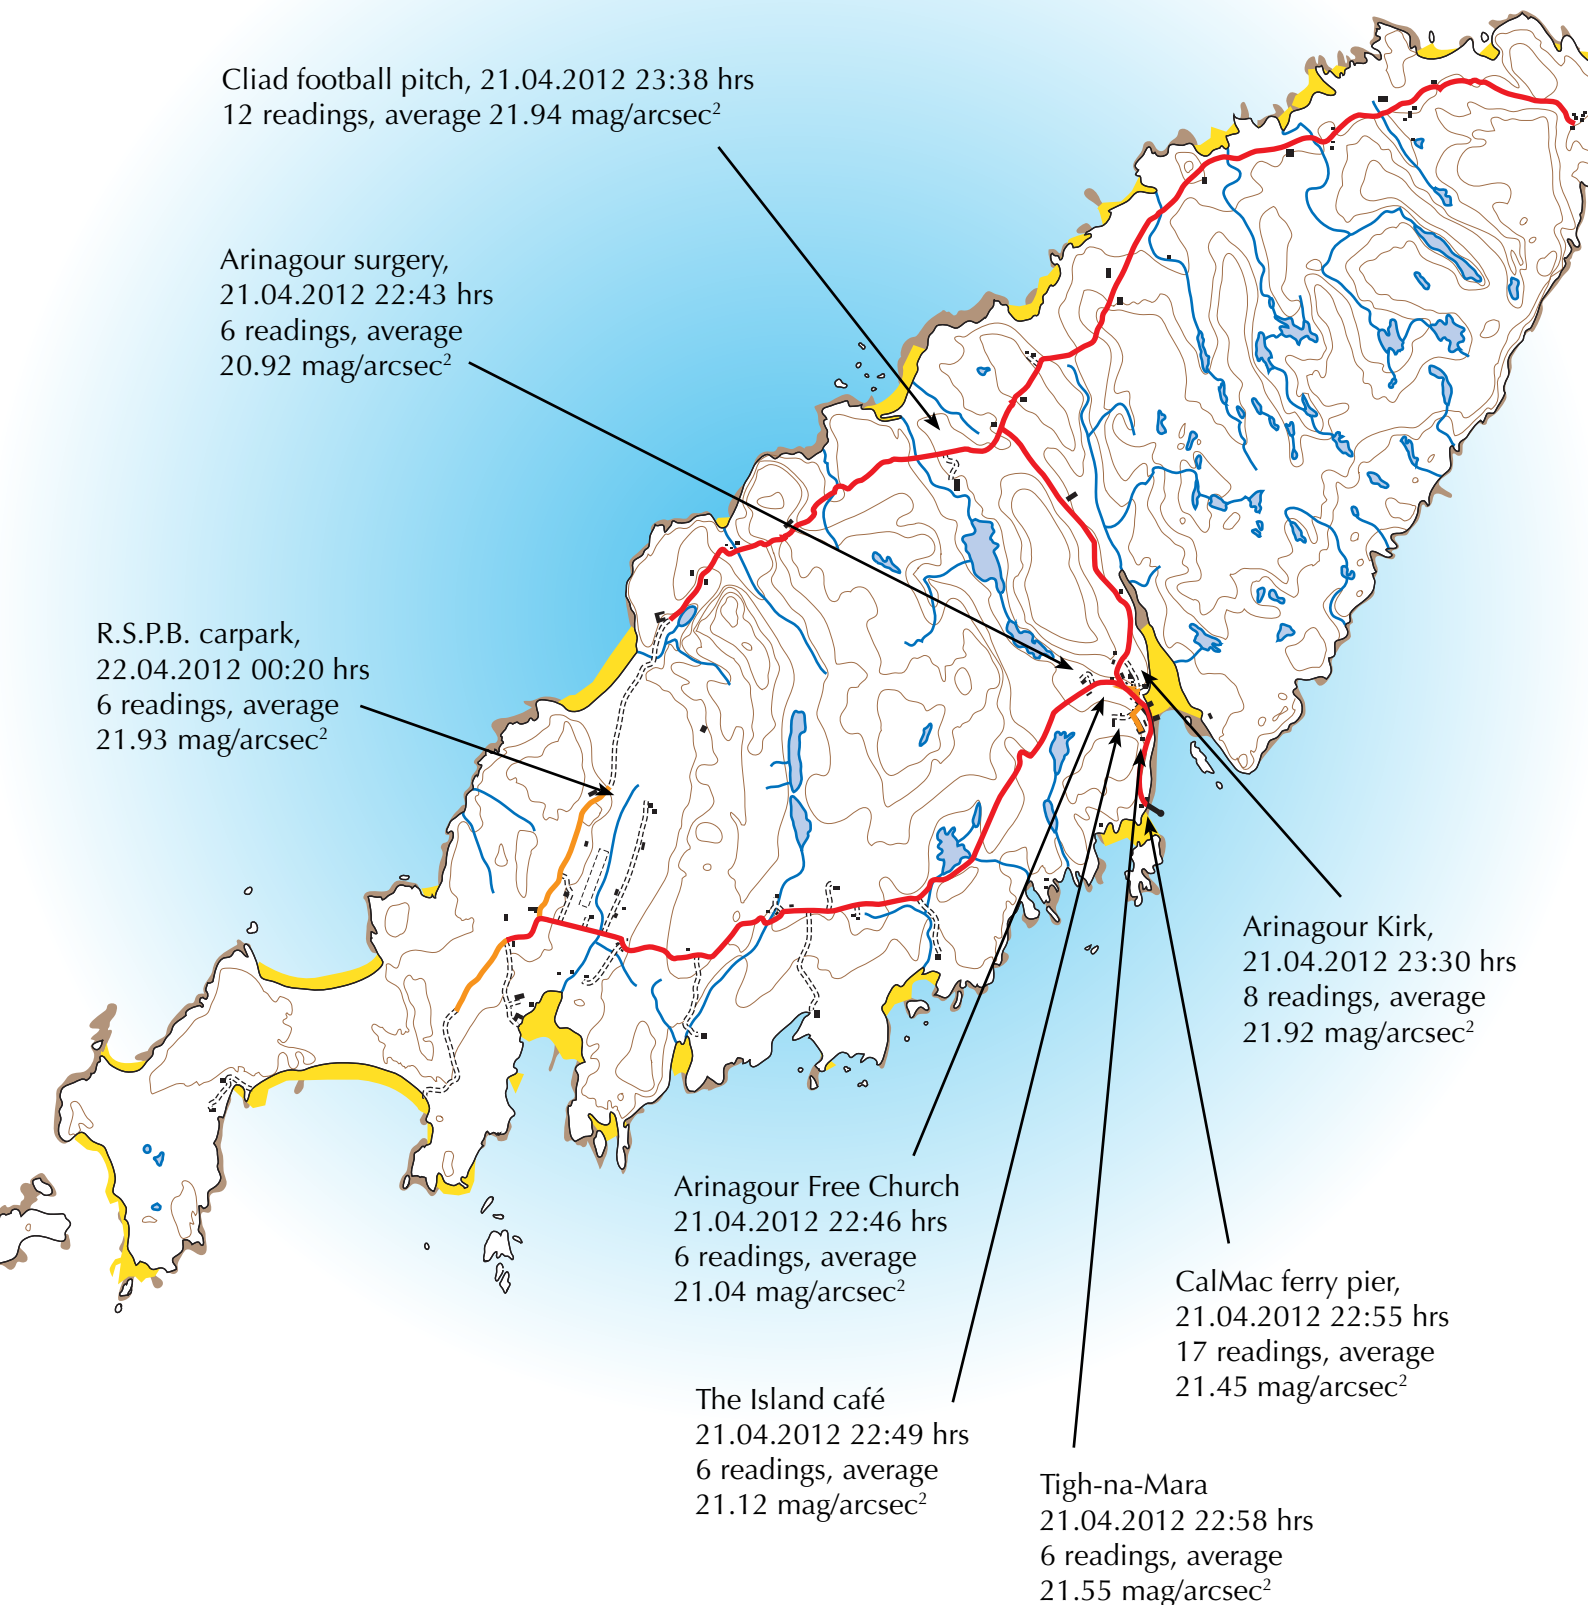 Cliad football pitch, 21.04.2012 23:38 hrs
12 readings, average 21.94 mag/arcsec²
Arinagour surgery,
21.04.2012 22:43 hrs
6 readings, average
20.92 mag/arcsec²
R.S.P.B. carpark,
22.04.2012 00:20 hrs
6 readings, average
21.93 mag/arcsec²
Arinagour Kirk,
21.04.2012 23:30 hrs
8 readings, average
21.92 mag/arcsec²
Arinagour Free Church
21.04.2012 22:46 hrs
6 readings, average
21.04 mag/arcsec²
CalMac ferry pier,
21.04.2012 22:55 hrs
17 readings, average
21.45 mag/arcsec²
The Island café
21.04.2012 22:49 hrs
6 readings, average
21.12 mag/arcsec²
Tigh-na-Mara
21.04.2012 22:58 hrs
6 readings, average
21.55 mag/arcsec²